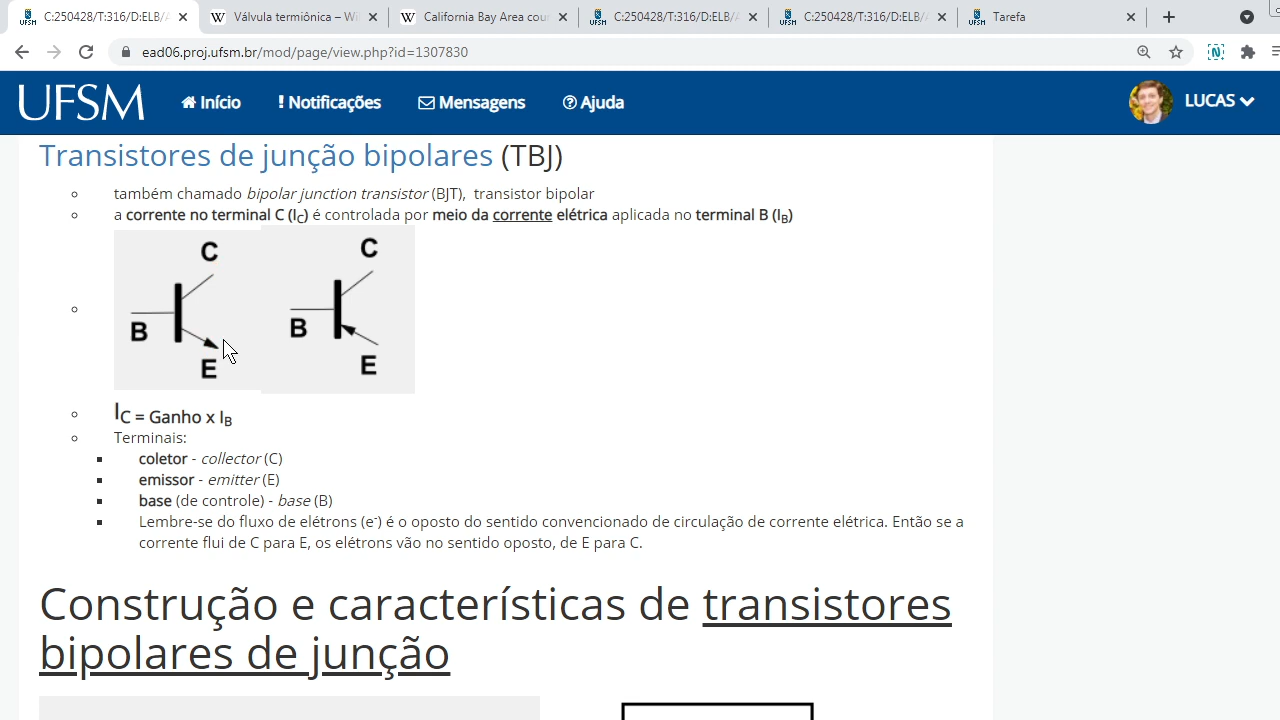 C:250428/T:316/D:ELB/
Válvula termiônica – Wi
California Bay Area cou
C:250428/T:316/D:ELB/
C:250428/T:316/D:ELB/
Tarefa
ead06.proj.ufsm.br/mod/page/view.php?id=1307830
UFSM
Início
! Notificações
Mensagens
Ajuda
LUCAS
Transistores de junção bipolares (TBJ)
também chamado bipolar junction transistor (BJT), transistor bipolar
a corrente no terminal C (IC) é controlada por meio da corrente elétrica aplicada no terminal B (IB)
C
B
E
C
B
E
IC = Ganho x IB
Terminais:
coletor - collector (C)
emissor - emitter (E)
base (de controle) - base (B)
Lembre-se do fluxo de elétrons (e-) é o oposto do sentido convencionado de circulação de corrente elétrica. Então se a
corrente flui de C para E, os elétrons vão no sentido oposto, de E para C.
Construção e características de transistores
bipolares de junção